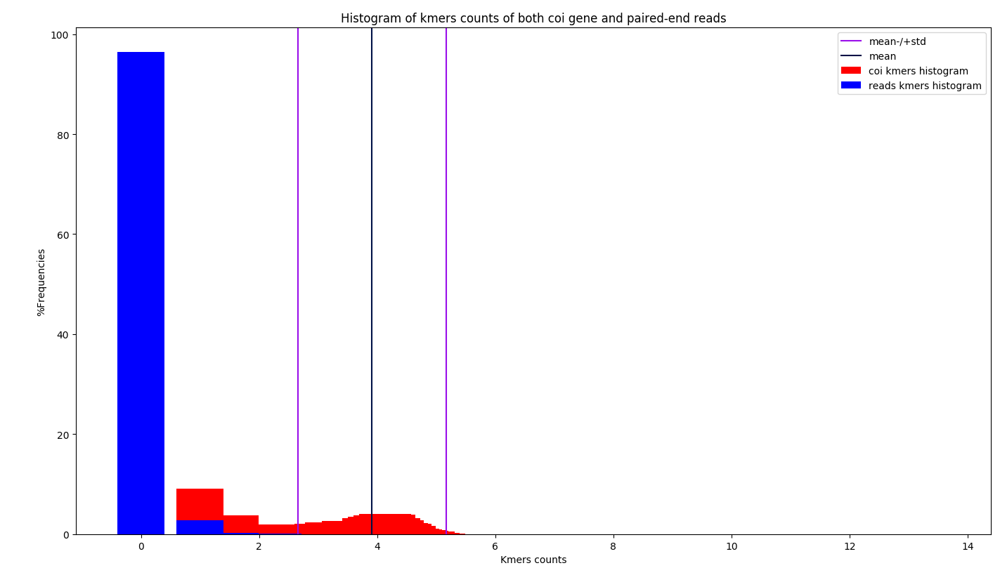 Histogram of kmers counts of both coi gene and paired-end reads
mean-/+std
mean
coi kmers histogram
reads kmers histogram
%Frequencies
100
80
60
40
20
0
0 2 4 6 8 10 12 14
Kmers counts